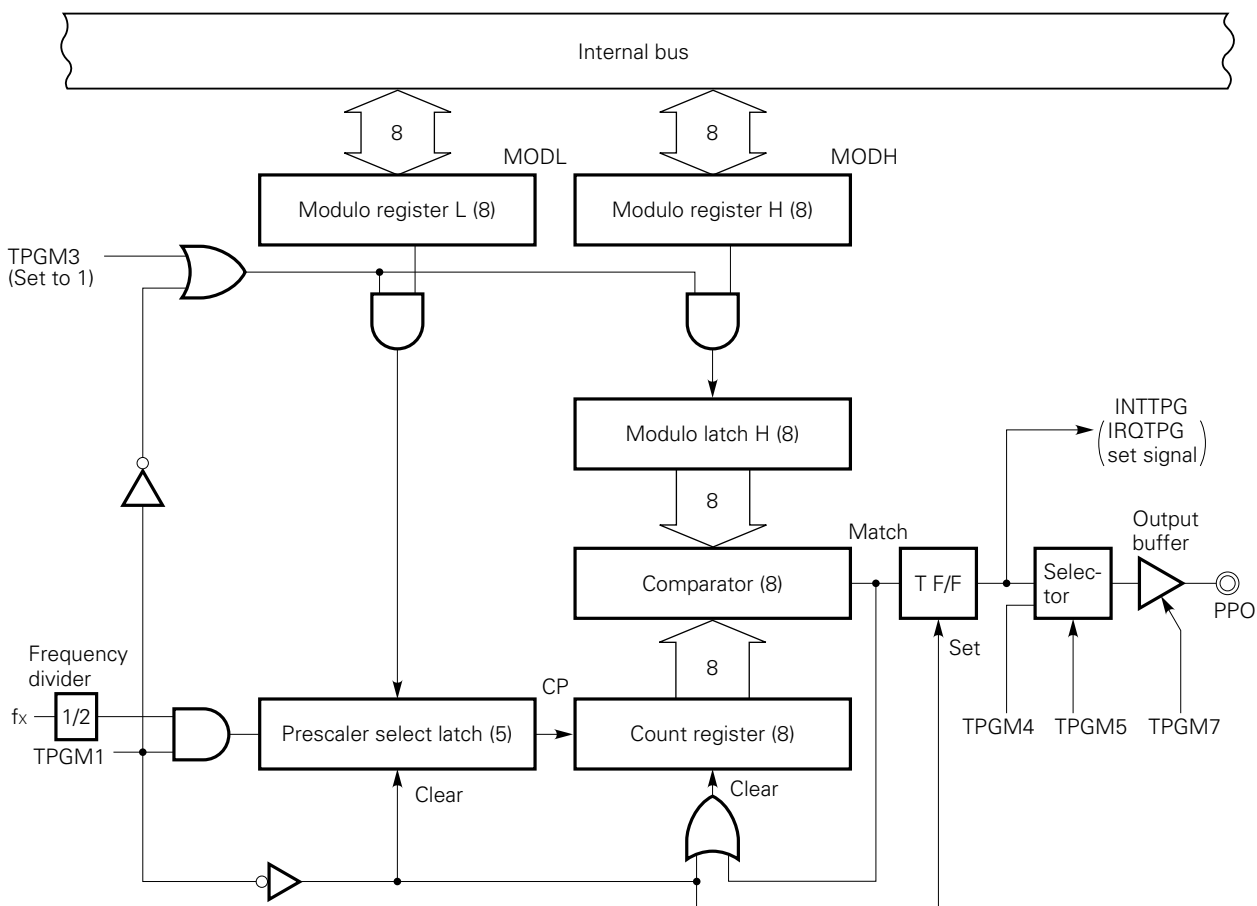 Internal bus
8
8
MODL
MODH
Modulo register L (8)
Modulo register H (8)
TPGM3
(Set to 1)
Modulo latch H (8)
INTTPG
IRQTPG
set signal
8
Match
Output
buffer
Comparator (8)
T F/F
Selec-
tor
PPO
Set
8
Frequency
divider
CP
fX
1/2
Prescaler select latch (5)
Count register (8)
TPGM4
TPGM5
TPGM7
TPGM1
Clear
Clear